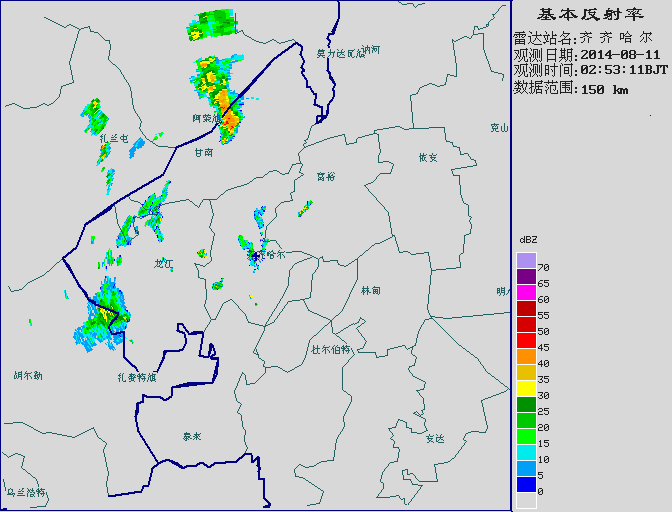 基本反射率
雷达站名:齐齐哈尔
观测日期:2014-08-11
观测时间:02:53:11BJT
数据范围:150 km
dBZ
70
65
60
55
50
45
40
35
30
25
20
15
10
5
0
莫力达瓦旗
讷河
阿荣旗
扎兰屯
甘南
克山
依安
富裕
龙江
哈尔
林甸
明水
杜尔伯特
胡尔勒
扎赉特旗
泰来
安达
乌兰浩特